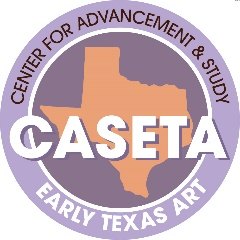 CENTER FOR ADVANCEMENT & STUDY
CASETA
EARLY TEXAS ART